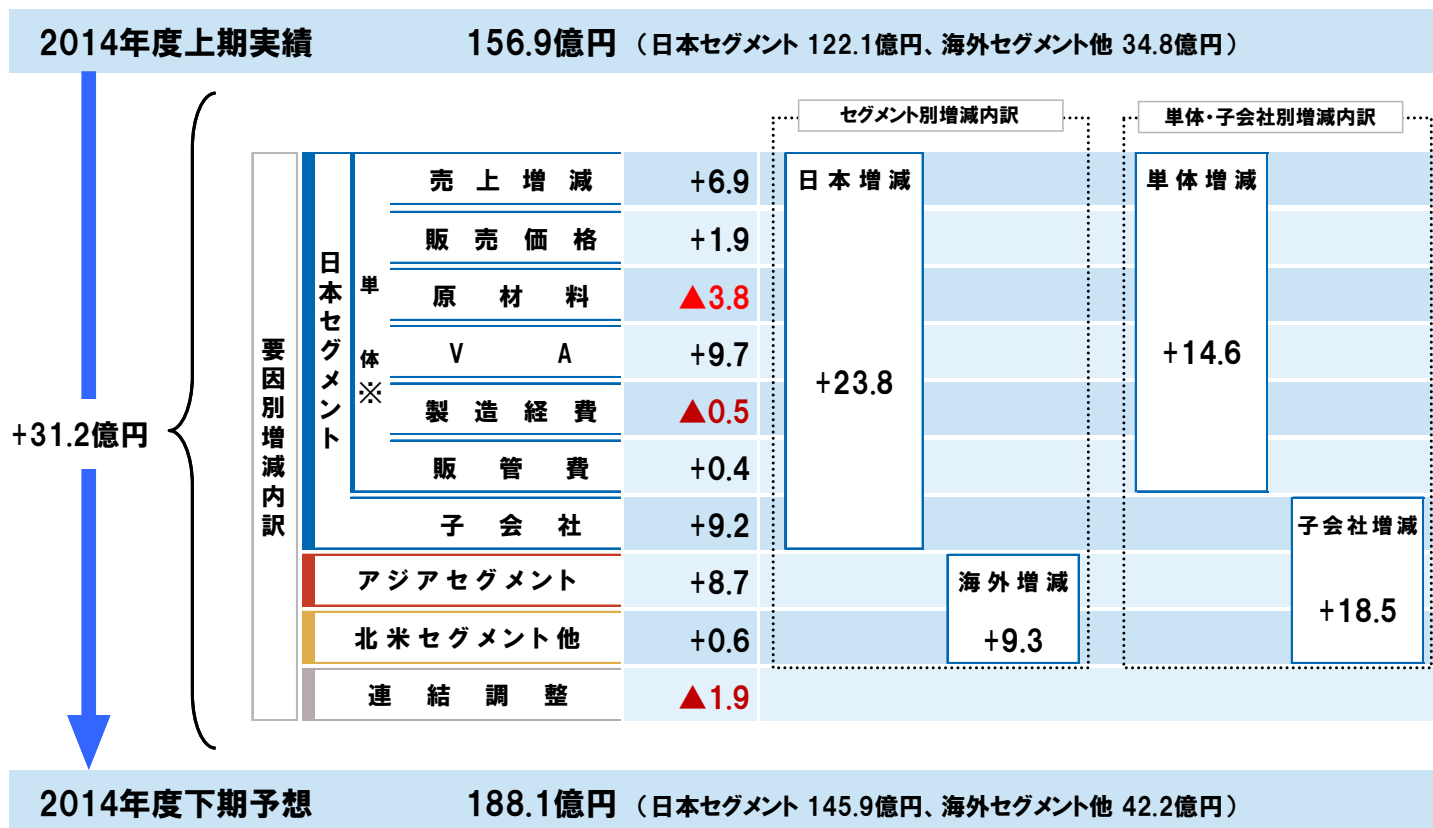 2014年度上期実績 156.9億円 (日本セグメント 122.1億円、海外セグメント他 34.8億円)
セグメント別増減内訳
単体・子会社別増減内訳
+31.2億円
要因別増減内訳
日本セグメント
単体※
売上増減 +6.9
販売価格 +1.9
原材料 ▲3.8
VA +9.7
製造経費 ▲0.5
販管費 +0.4
子会社 +9.2
アジアセグメント +8.7
北米セグメント他 +0.6
連結調整 ▲1.9
日本増減
+23.8
海外増減
+9.3
単体増減
+14.6
子会社増減
+18.5
2014年度下期予想 188.1億円 (日本セグメント 145.9億円、海外セグメント他 42.2億円)